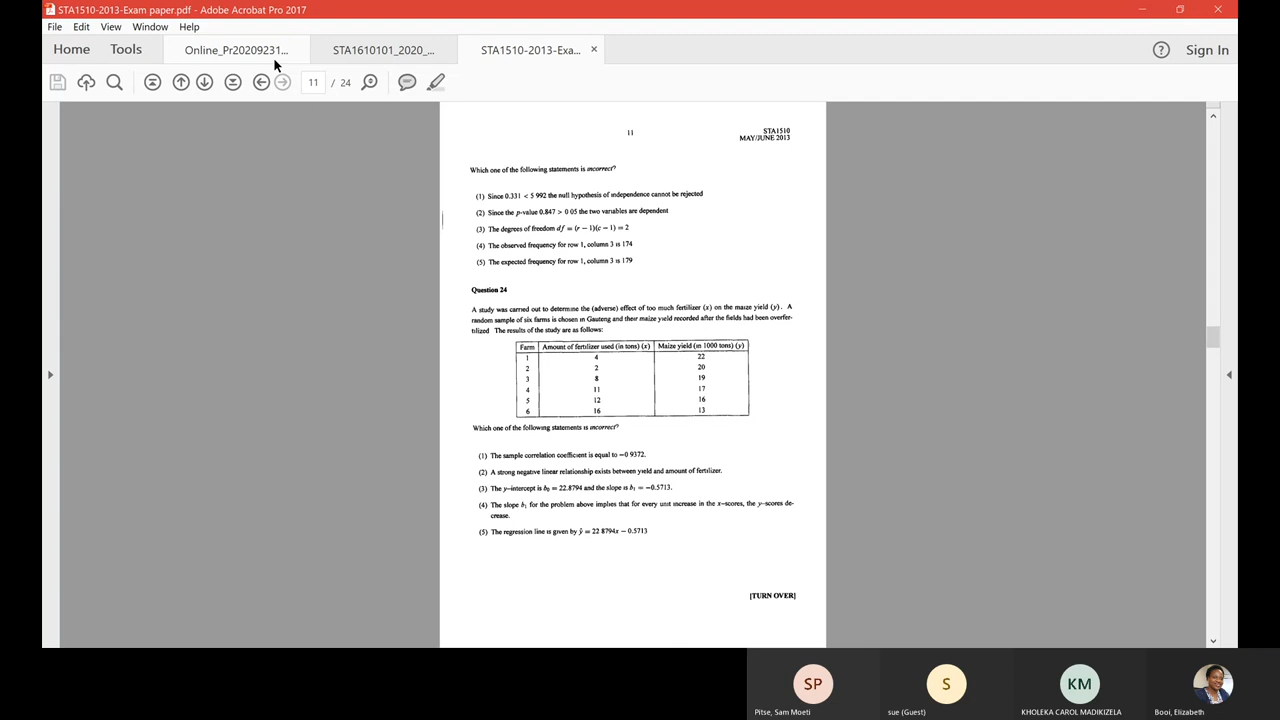 STA1510-2013-Exam paper.pdf - Adobe Acrobat Pro 2017
File Edit View Window Help
Home Tools Online_Pr20209231... STA1610101_2020_... STA1510-2013-Exa... × ? Sign In
11 / 24
11
STA1510
MAY/JUNE 2013
Which one of the following statements is incorrect?
(1) Since 0.331 < 5 992 the null hypothesis of independence cannot be rejected
(2) Since the p-value 0.847 > 0 05 the two variables are dependent
(3) The degrees of freedom df = (r − 1)(c − 1) = 2
(4) The observed frequency for row 1, column 3 is 174
(5) The expected frequency for row 1, column 3 is 179
Question 24
A study was carried out to determine the (adverse) effect of too much fertilizer (x) on the maize yield (y). A
random sample of six farms is chosen in Gauteng and their maize yield recorded after the fields had been overfer-
tilized The results of the study are as follows:
Farm Amount of fertilizer used (in tons) (x) Maize yield (in 1000 tons) (y)
1 4 22
2 2 20
3 8 19
4 11 17
5 12 16
6 16 13
Which one of the following statements is incorrect?
(1) The sample correlation coefficient is equal to −0 9372.
(2) A strong negative linear relationship exists between yield and amount of fertilizer.
(3) The y-intercept is b₀ = 22.8794 and the slope is b₁ = −0.5713.
(4) The slope b₁ for the problem above implies that for every unit increase in the x-scores, the y-scores de-
crease.
(5) The regression line is given by ŷ = 22 8794x − 0.5713
[TURN OVER]
SP S KM
Pitse, Sam Moeti sue (Guest) KHOLEKA CAROL MADIKIZELA Booi, Elizabeth